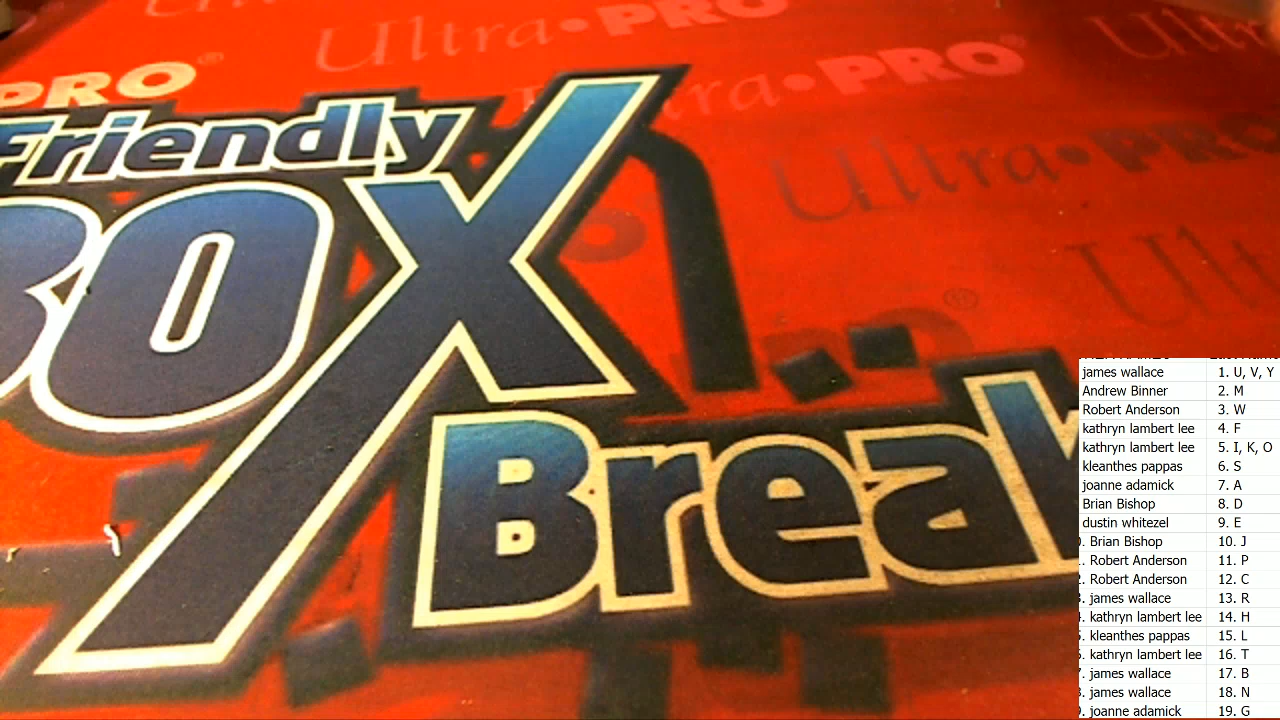 Ultra•PRO
PRO®
Ultra•PRO®
Friendly
Ultra•PRO
BOX
Break
james wallace 1. U, V, Y
Andrew Binner 2. M
Robert Anderson 3. W
kathryn lambert lee 4. F
kathryn lambert lee 5. I, K, O
kleanthes pappas 6. S
joanne adamick 7. A
Brian Bishop 8. D
dustin whitezel 9. E
. Brian Bishop 10. J
. Robert Anderson 11. P
. Robert Anderson 12. C
. james wallace 13. R
. kathryn lambert lee 14. H
. kleanthes pappas 15. L
. kathryn lambert lee 16. T
. james wallace 17. B
. james wallace 18. N
. joanne adamick 19. G